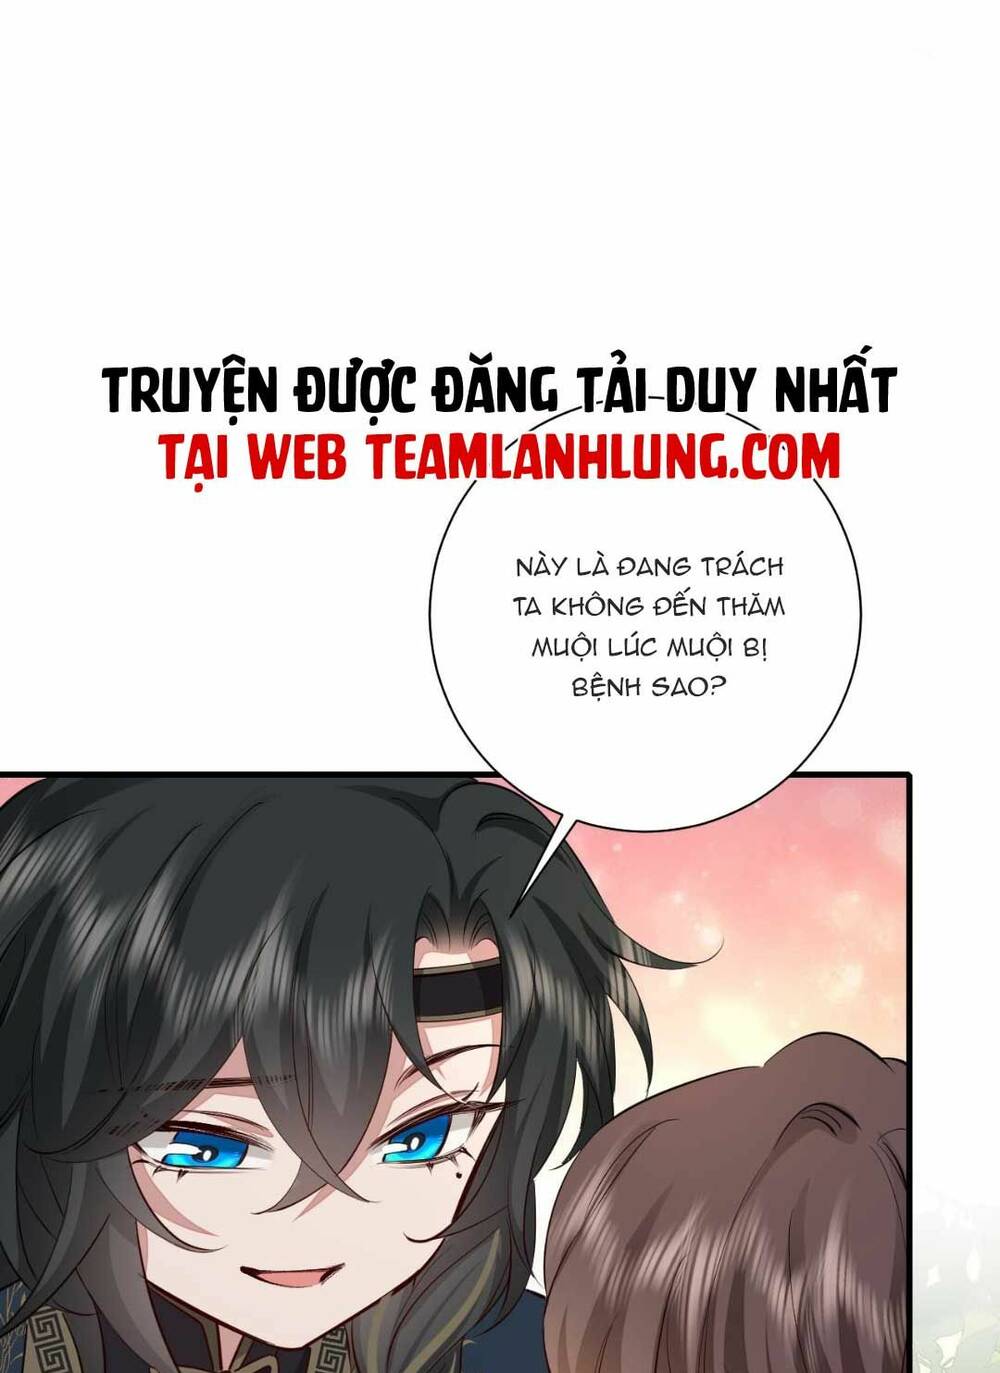 TRUYỆN ĐƯỢC ĐĂNG TẢI DUY NHẤT
TẠI WEB TEAMLANHLUNG.COM
NÀY LÀ ĐANG TRÁCH
TA KHÔNG ĐẾN THĂM
MUỘI LÚC MUỘI BỊ
BỆNH SAO?